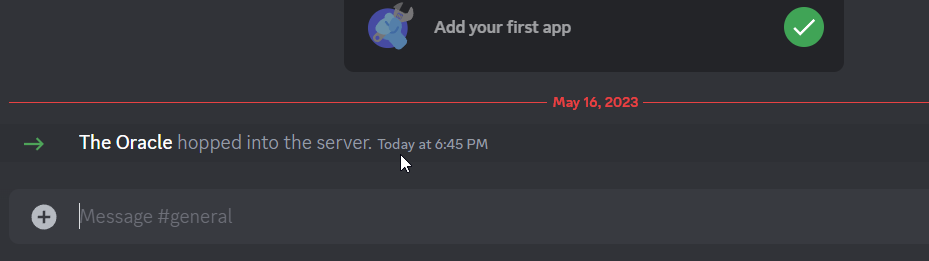 Add your first app
May 16, 2023
The Oracle hopped into the server. Today at 6:45 PM
Message #general